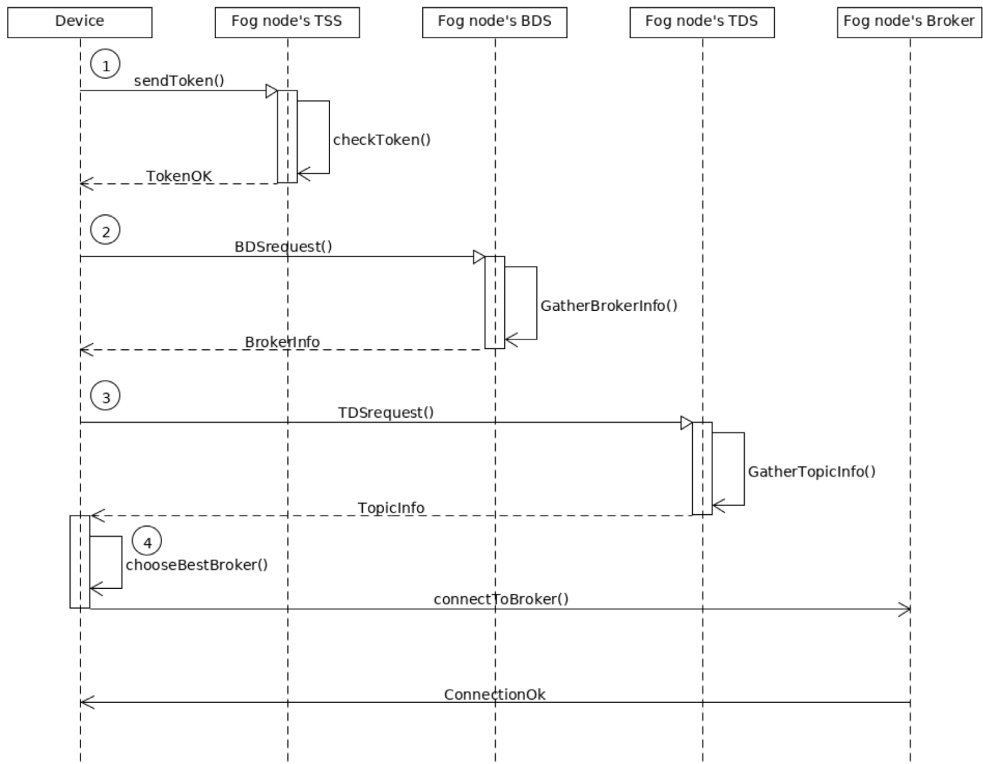 Device
Fog node's TSS
Fog node's BDS
Fog node's TDS
Fog node's Broker
1
sendToken()
checkToken()
TokenOK
2
BDSrequest()
GatherBrokerInfo()
BrokerInfo
3
TDSrequest()
GatherTopicInfo()
TopicInfo
4
chooseBestBroker()
connectToBroker()
ConnectionOk